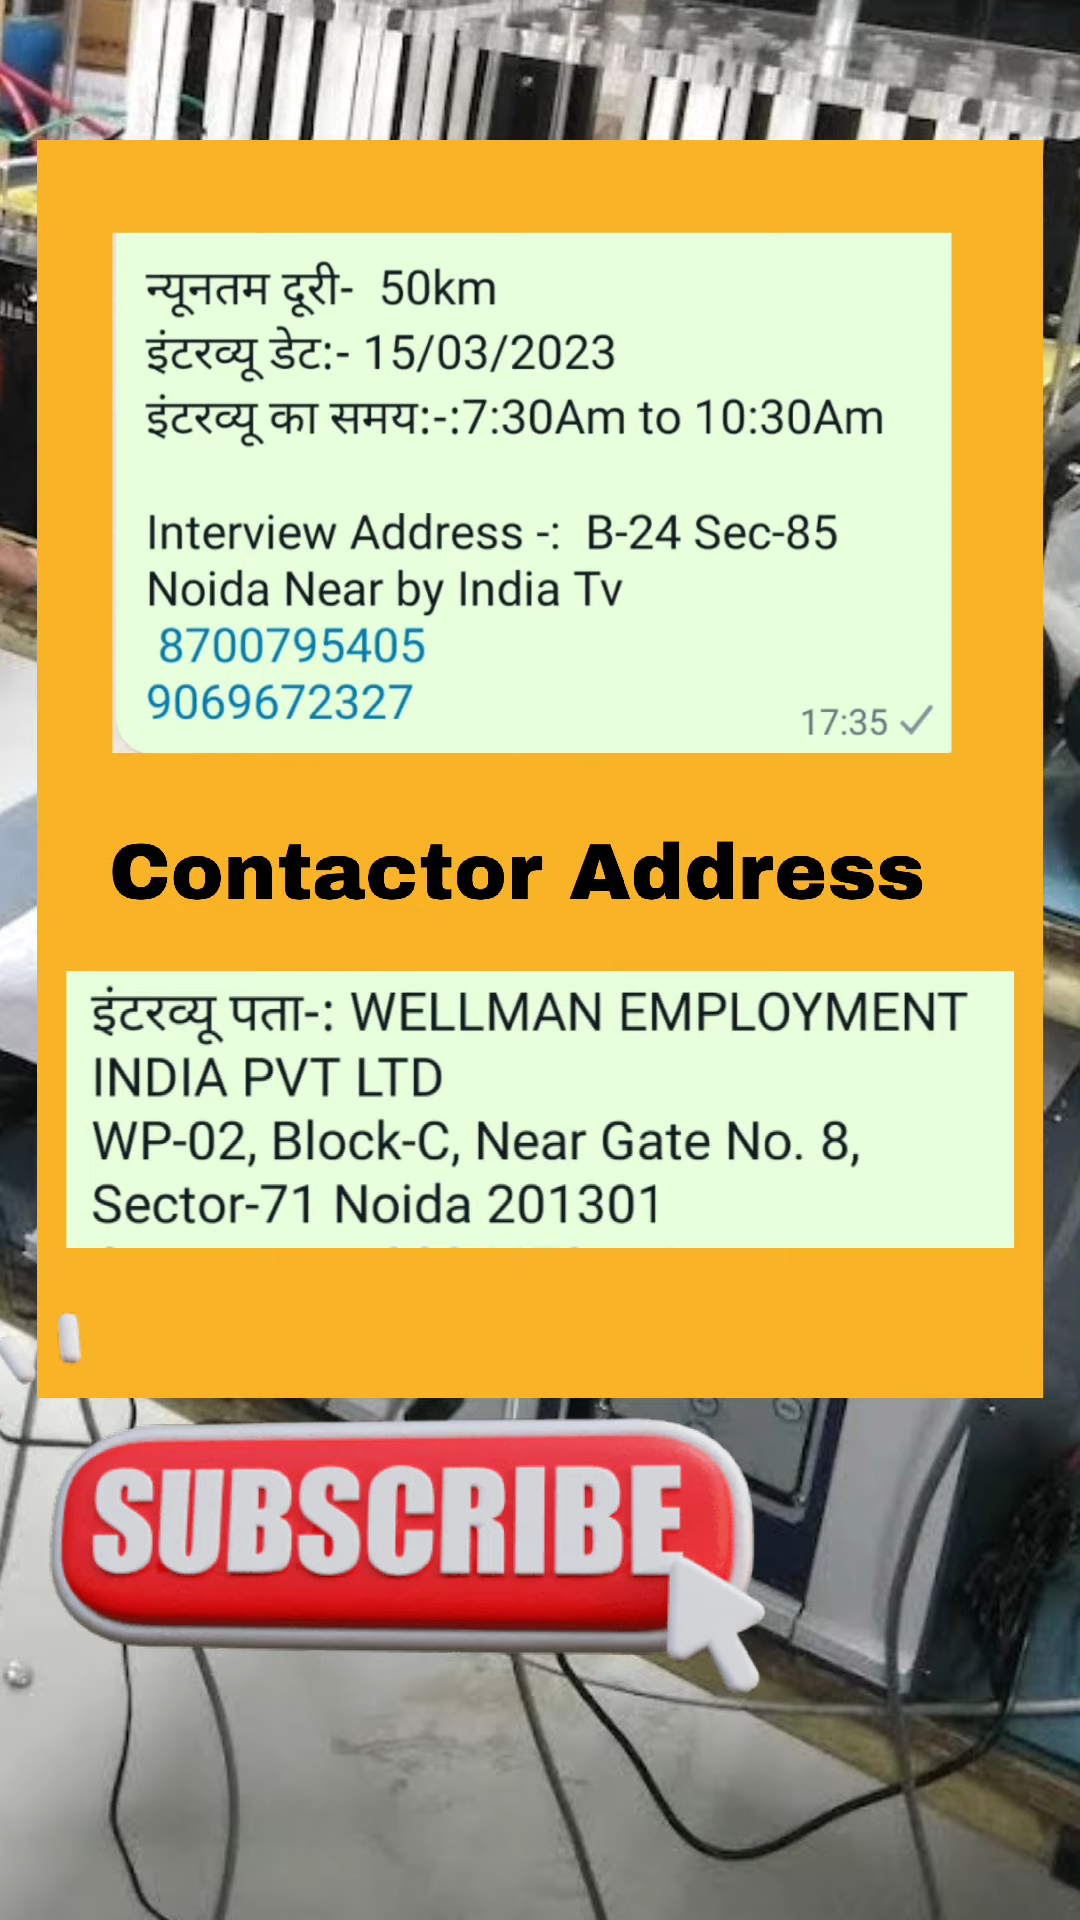 न्यूनतम दूरी-  50km
इंटरव्यू डेट:- 15/03/2023
इंटरव्यू का समय:-:7:30Am to 10:30Am
Interview Address -:  B-24 Sec-85
Noida Near by India Tv
8700795405
9069672327
17:35
Contactor Address
इंटरव्यू पता-: WELLMAN EMPLOYMENT
INDIA PVT LTD
WP-02, Block-C, Near Gate No. 8,
Sector-71 Noida 201301
SUBSCRIBE